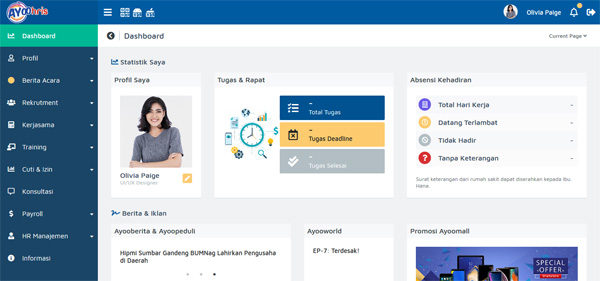 AYOOhris
Olivia Paige
Dashboard
Profil
Berita Acara
Rekrutment
Kerjasama
Training
Cuti & Izin
Konsultasi
Payroll
HR Manajemen
Informasi
Dashboard
Current Page
Statistik Saya
Profil Saya
Olivia Paige
UI/UX Designer
Tugas & Rapat
-
Total Tugas
-
Tugas Deadline
-
Tugas Selesai
Absensi Kehadiran
Total Hari Kerja -
Datang Terlambat -
Tidak Hadir -
Tanpa Keterangan -
Surat keterangan dari rumah sakit dapat diserahkan kepada Ibu.
Riana.
Berita & Iklan
Ayooberita & Ayoopeduli
Hipmi Sumbar Gandeng BUMNag Lahirkan Pengusaha
di Daerah
Ayooworld
EP-7: Terdesak!
Promosi Ayoomall
SPECIAL
OFFER